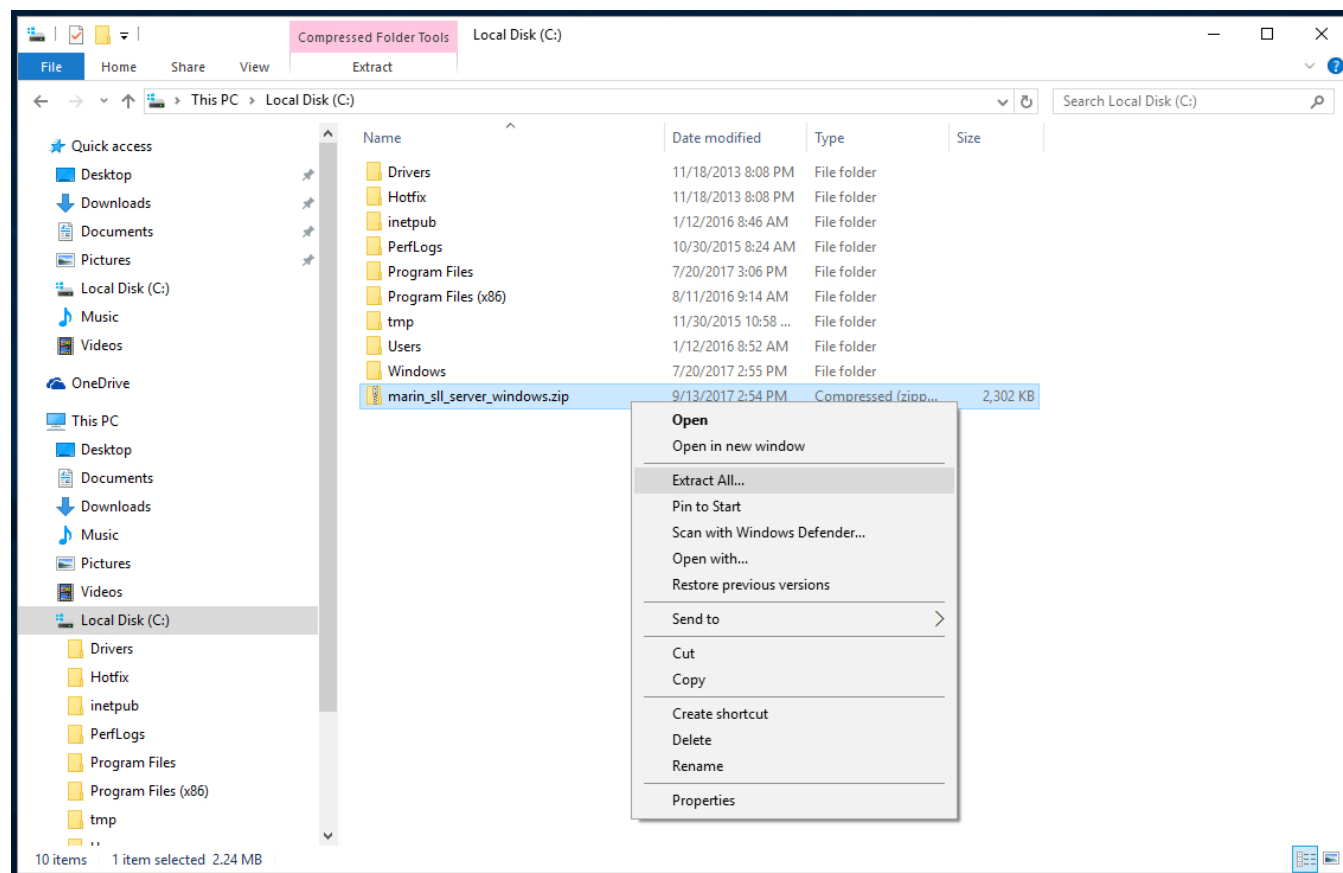 Compressed Folder Tools Local Disk (C:)
File Home Share View Extract
This PC > Local Disk (C:) Search Local Disk (C:)
Name Date modified Type Size
Quick access
Desktop
Downloads
Documents
Pictures
Local Disk (C:)
Music
Videos
OneDrive
This PC
Desktop
Documents
Downloads
Music
Pictures
Videos
Local Disk (C:)
Drivers
Hotfix
inetpub
PerfLogs
Program Files
Program Files (x86)
tmp
Drivers 11/18/2013 8:08 PM File folder
Hotfix 11/18/2013 8:08 PM File folder
inetpub 1/12/2016 8:46 AM File folder
PerfLogs 10/30/2015 8:24 AM File folder
Program Files 7/20/2017 3:06 PM File folder
Program Files (x86) 8/11/2016 9:14 AM File folder
tmp 11/30/2015 10:58 ... File folder
Users 1/12/2016 8:52 AM File folder
Windows 7/20/2017 2:55 PM File folder
marin_sll_server_windows.zip 9/13/2017 2:54 PM Compressed (zipp... 2,302 KB
Open
Open in new window
Extract All...
Pin to Start
Scan with Windows Defender...
Open with...
Restore previous versions
Send to
Cut
Copy
Create shortcut
Delete
Rename
Properties
10 items 1 item selected 2.24 MB